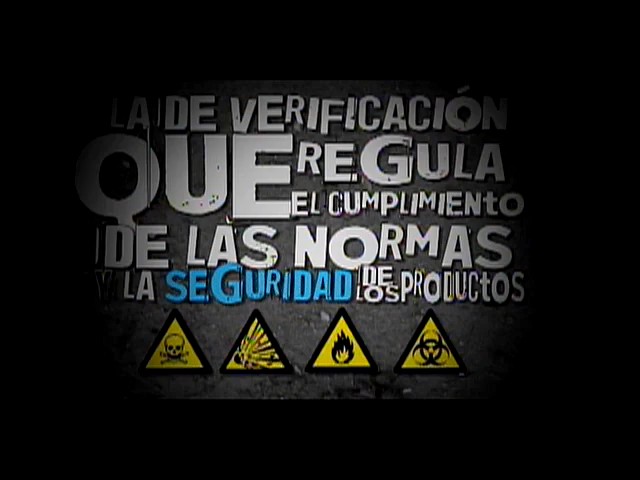 LA DE VERIFICACIÓN
QUE REGULA
EL CUMPLIMIENTO
DE LAS NORMAS
Y LA SEGURIDAD DE LOS PRODUCTOS